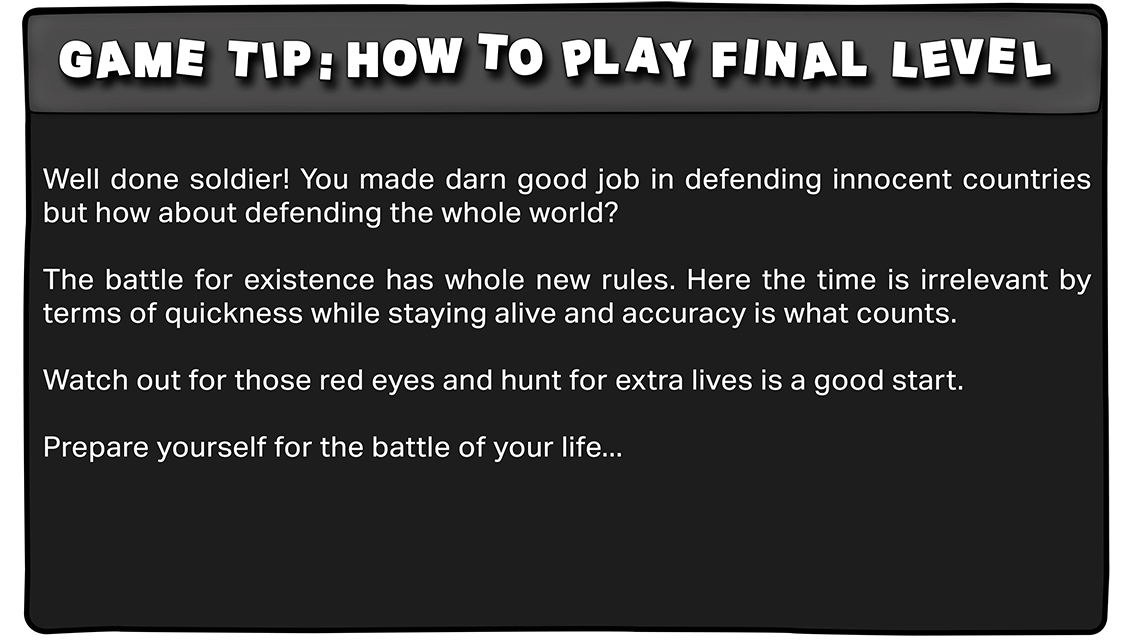 GAME TIP: HOW TO PLAY FINAL LEVEL
Well done soldier! You made darn good job in defending innocent countries
but how about defending the whole world?
The battle for existence has whole new rules. Here the time is irrelevant by
terms of quickness while staying alive and accuracy is what counts.
Watch out for those red eyes and hunt for extra lives is a good start.
Prepare yourself for the battle of your life...